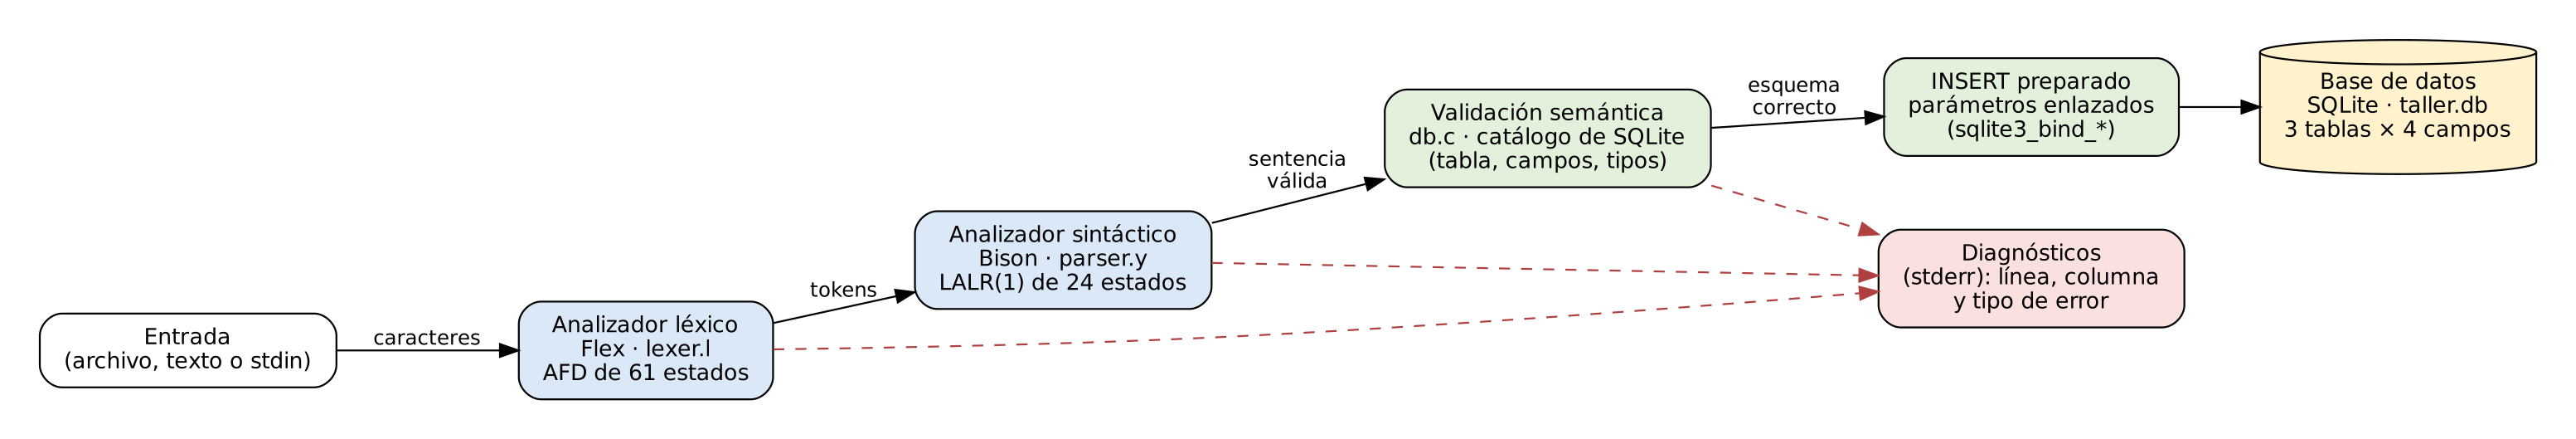 Entrada
(archivo, texto o stdin)
caracteres
Analizador léxico
Flex · lexer.l
AFD de 61 estados
tokens
Analizador sintáctico
Bison · parser.y
LALR(1) de 24 estados
sentencia
válida
Validación semántica
db.c · catálogo de SQLite
(tabla, campos, tipos)
esquema
correcto
INSERT preparado
parámetros enlazados
(sqlite3_bind_*)
Base de datos
SQLite · taller.db
3 tablas × 4 campos
Diagnósticos
(stderr): línea, columna
y tipo de error